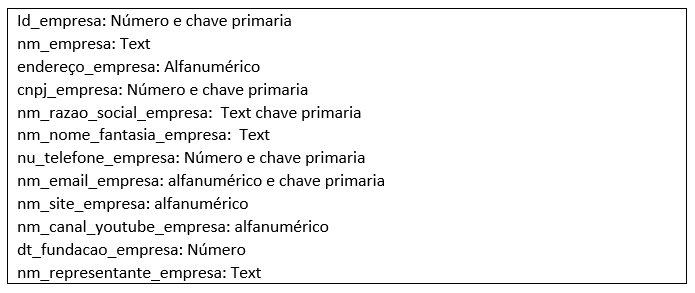 Id_empresa: Número e chave primaria
nm_empresa: Text
endereço_empresa: Alfanumérico
cnpj_empresa: Número e chave primaria
nm_razao_social_empresa:  Text chave primaria
nm_nome_fantasia_empresa:  Text
nu_telefone_empresa: Número e chave primaria
nm_email_empresa: alfanumérico e chave primaria
nm_site_empresa: alfanumérico
nm_canal_youtube_empresa: alfanumérico
dt_fundacao_empresa: Número
nm_representante_empresa: Text